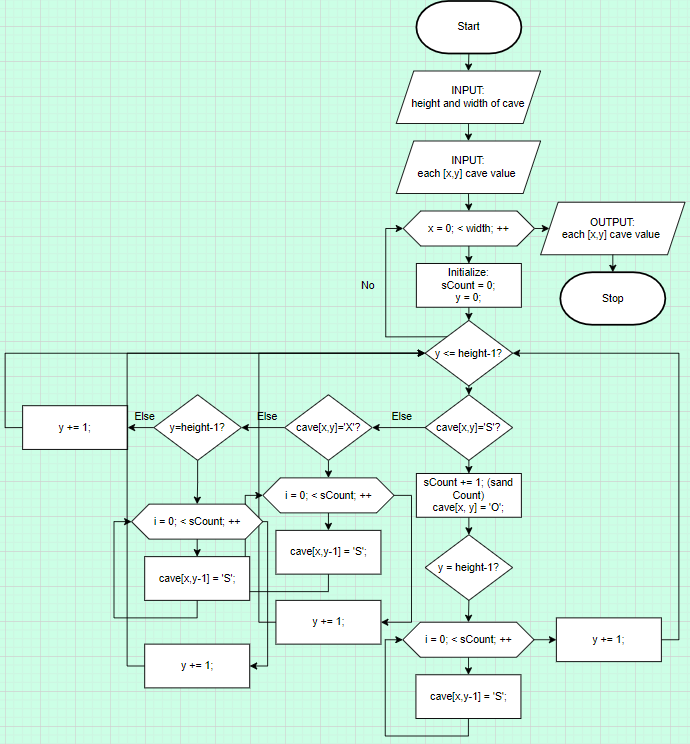 Start
INPUT:
height and width of cave
INPUT:
each [x,y] cave value
x = 0; < width; ++
OUTPUT:
each [x,y] cave value
Initialize:
sCount = 0;
y = 0;
No
Stop
y <= height-1?
y += 1;
Else
y=height-1?
Else
cave[x,y]='X'?
Else
cave[x,y]='S'?
sCount += 1; (sand
Count)
cave[x, y] = 'O';
i = 0; < sCount; ++
i = 0; < sCount; ++
cave[x,y-1] = 'S';
cave[x,y-1] = 'S';
y = height-1?
y += 1;
i = 0; < sCount; ++
y += 1;
y += 1;
cave[x,y-1] = 'S';